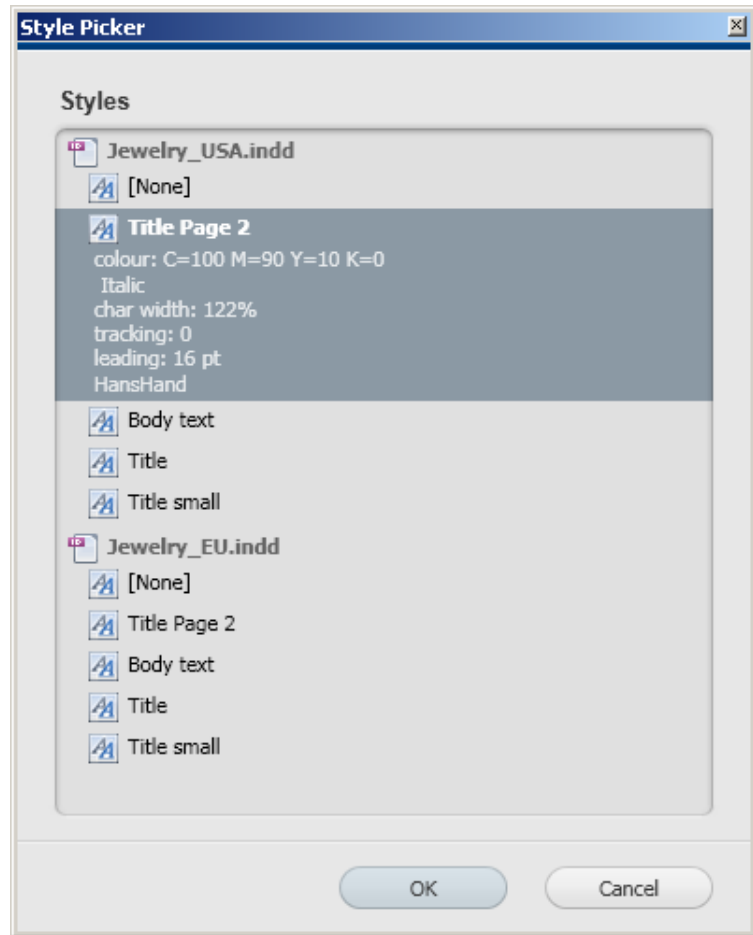 Style Picker
Styles
Jewelry_USA.indd
[None]
Title Page 2
colour: C=100 M=90 Y=10 K=0
Italic
char width: 122%
tracking: 0
leading: 16 pt
HansHand
Body text
Title
Title small
Jewelry_EU.indd
[None]
Title Page 2
Body text
Title
Title small
OK
Cancel